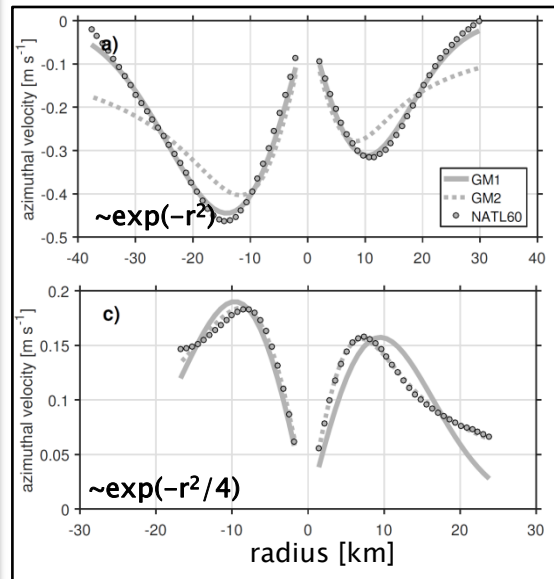 a)
azimuthal velocity [m s⁻¹]
0
-0.1
-0.2
-0.3
-0.4
-0.5
~exp(-r²)
GM1
GM2
NATL60
-40 -30 -20 -10 0 10 20 30 40
c)
azimuthal velocity [m s⁻¹]
0.2
0.15
0.1
0.05
0
~exp(-r²/4)
-30 -20 -10 0 10 20 30
radius [km]